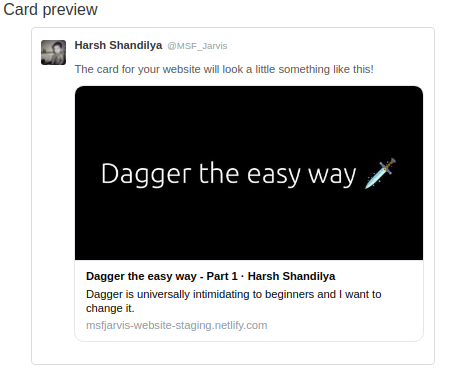 Card preview
Harsh Shandilya @MSF_Jarvis
The card for your website will look a little something like this!
Dagger the easy way 🗡️
Dagger the easy way - Part 1 · Harsh Shandilya
Dagger is universally intimidating to beginners and I want to
change it.
msfjarvis-website-staging.netlify.com